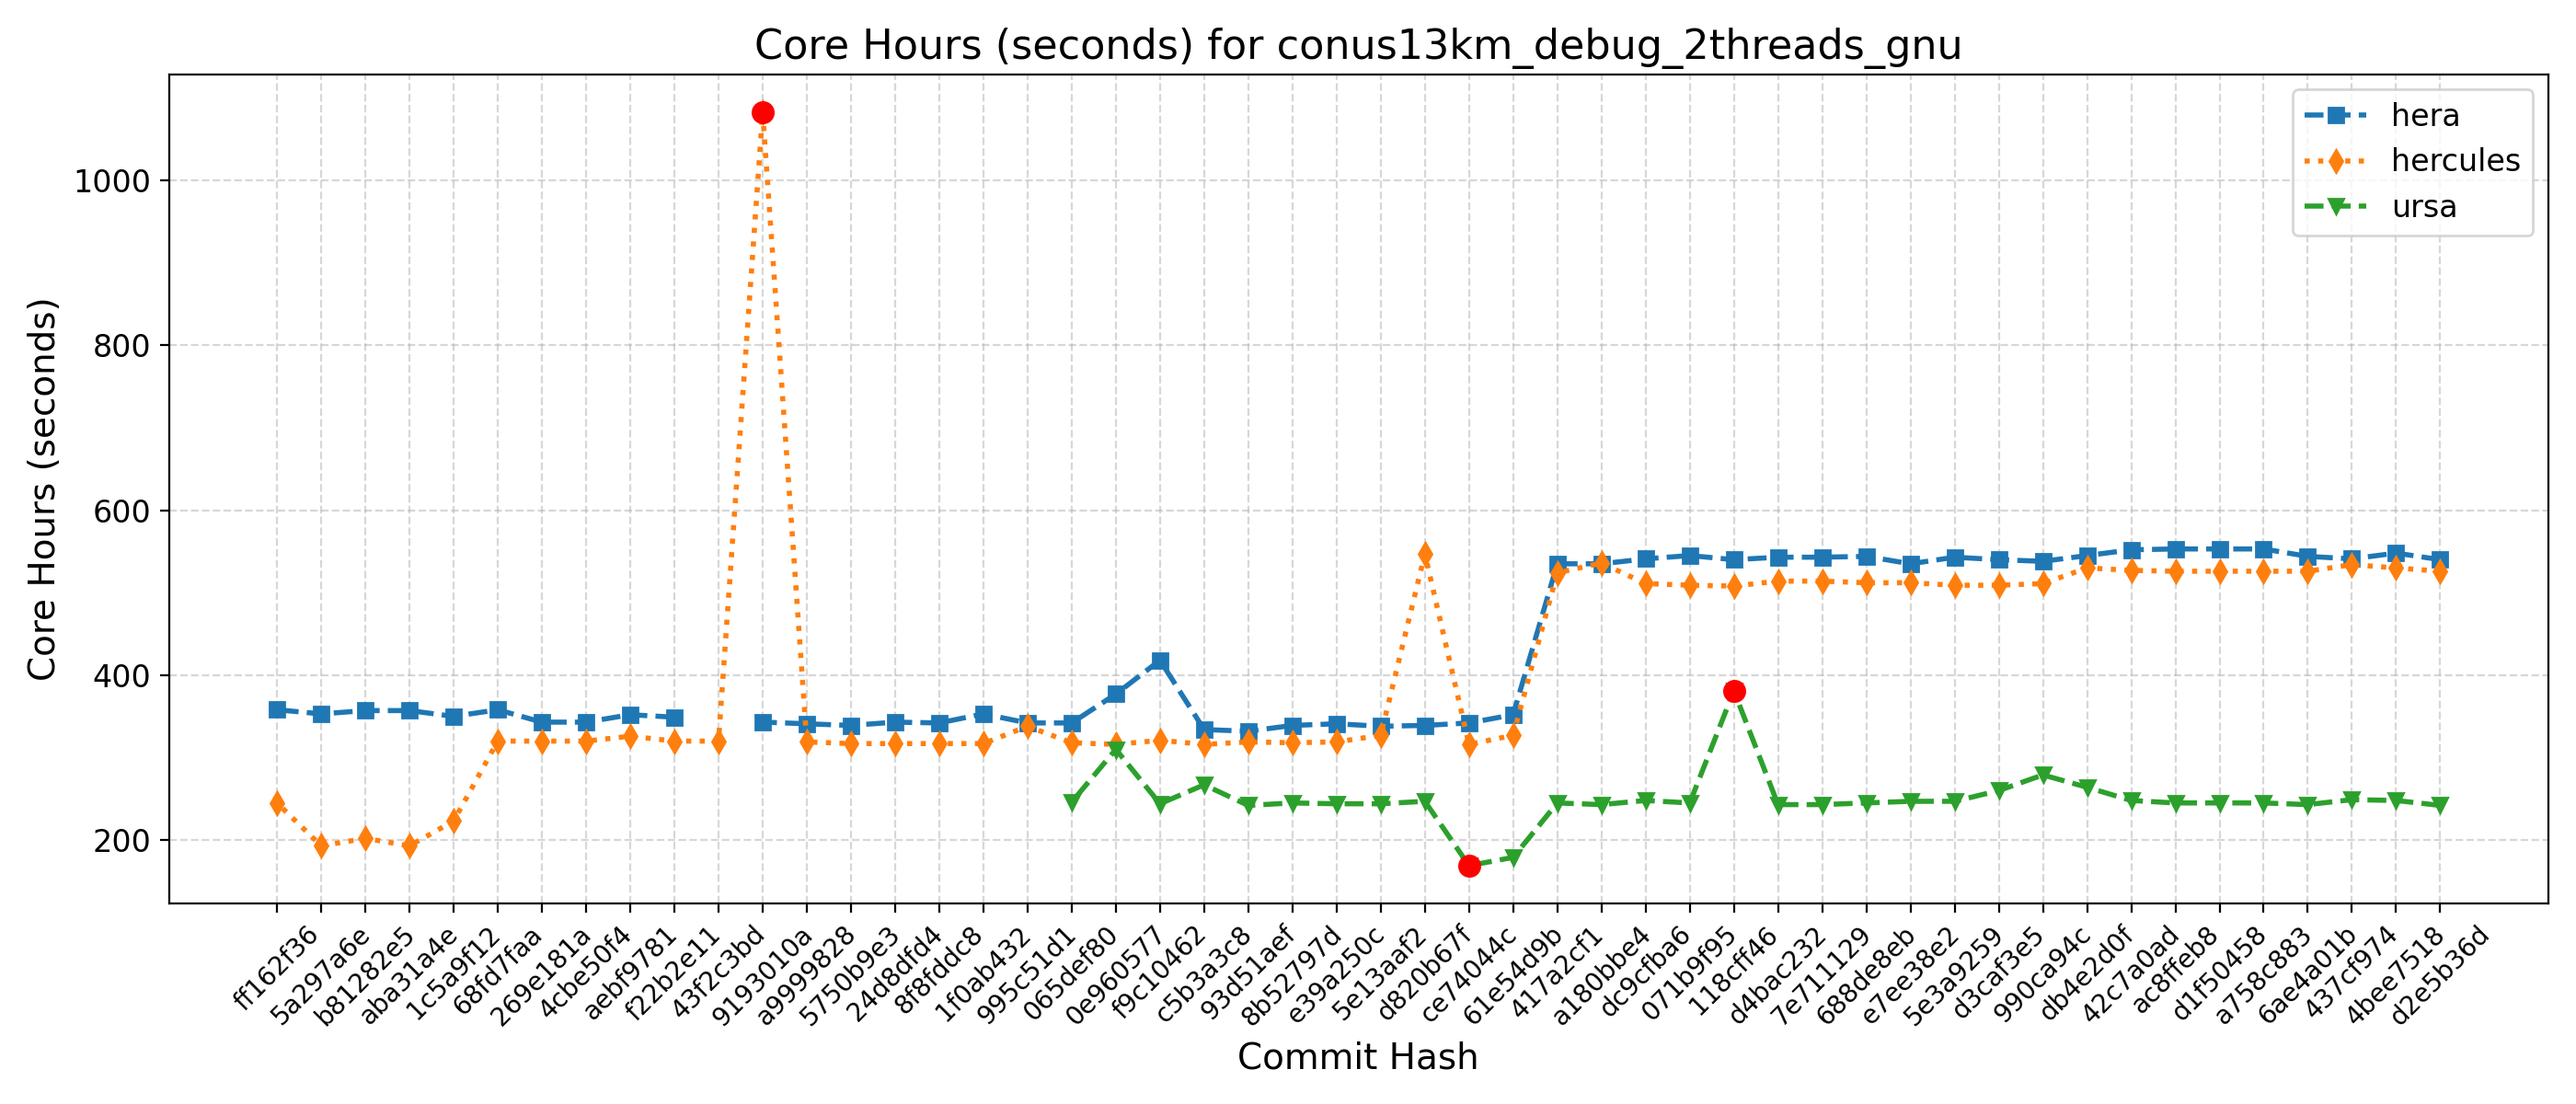 Core Hours (seconds) for conus13km_debug_2threads_gnu
hera
hercules
ursa
Core Hours (seconds)
1000
800
600
400
200
ff162f36
5a297a6e
b81282e5
aba31a4e
1c5a9f12
68fd7faa
269e181a
4cbe50f4
aebf9781
f22b2e11
43f2c3bd
9193010a
a9999828
5750b9e3
24d8dfd4
8f8fddc8
1f0ab432
995c51d1
065def80
0e960577
f9c10462
c5b3a3c8
93d51aef
8b52797d
e39a250c
5e13aaf2
d820b67f
ce74044c
61e54d9b
417a2cf1
a180bbe4
dc9cfba6
071b9f95
118cff46
d4bac232
7e711129
688de8eb
e7ee38e2
5e3a9259
d3caf3e5
990ca94c
db4e2d0f
42c7a0ad
ac8ffeb8
d1f50458
a758c883
6ae4a01b
437cf974
4bee7518
d2e5b36d
Commit Hash